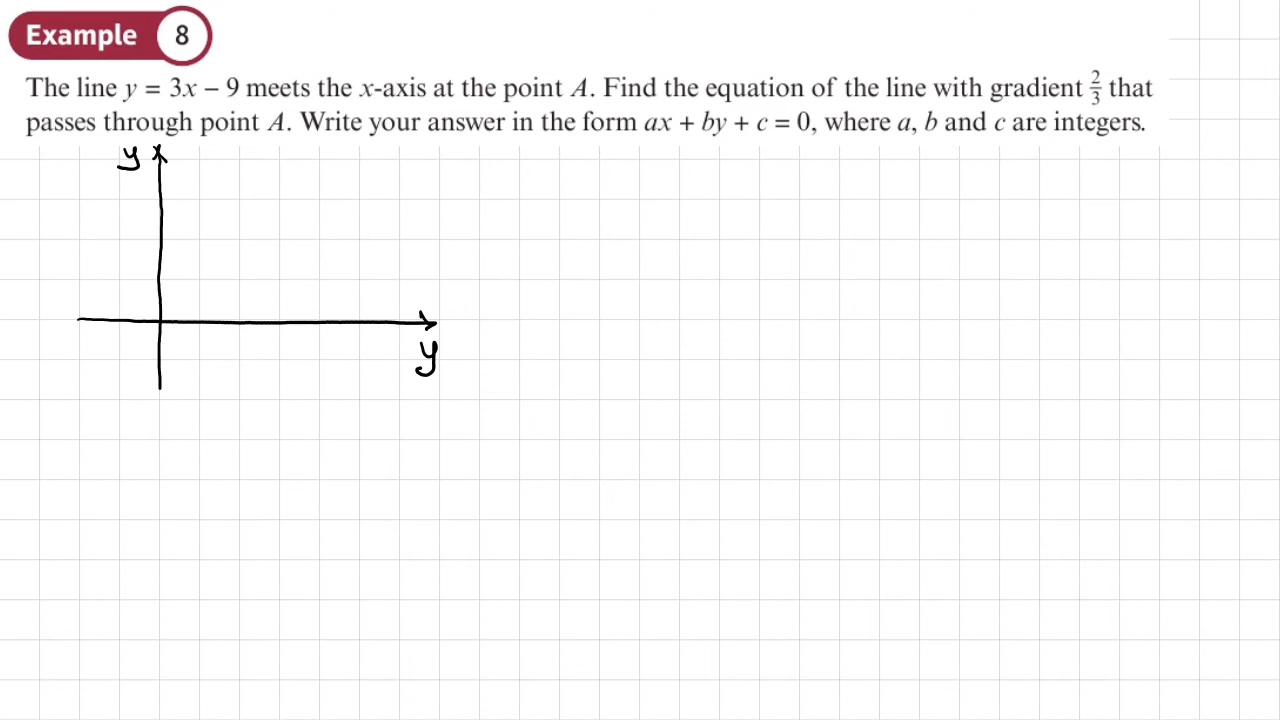 Example 8
The line y = 3x – 9 meets the x-axis at the point A. Find the equation of the line with gradient 2/3 that
passes through point A. Write your answer in the form ax + by + c = 0, where a, b and c are integers.
y
y